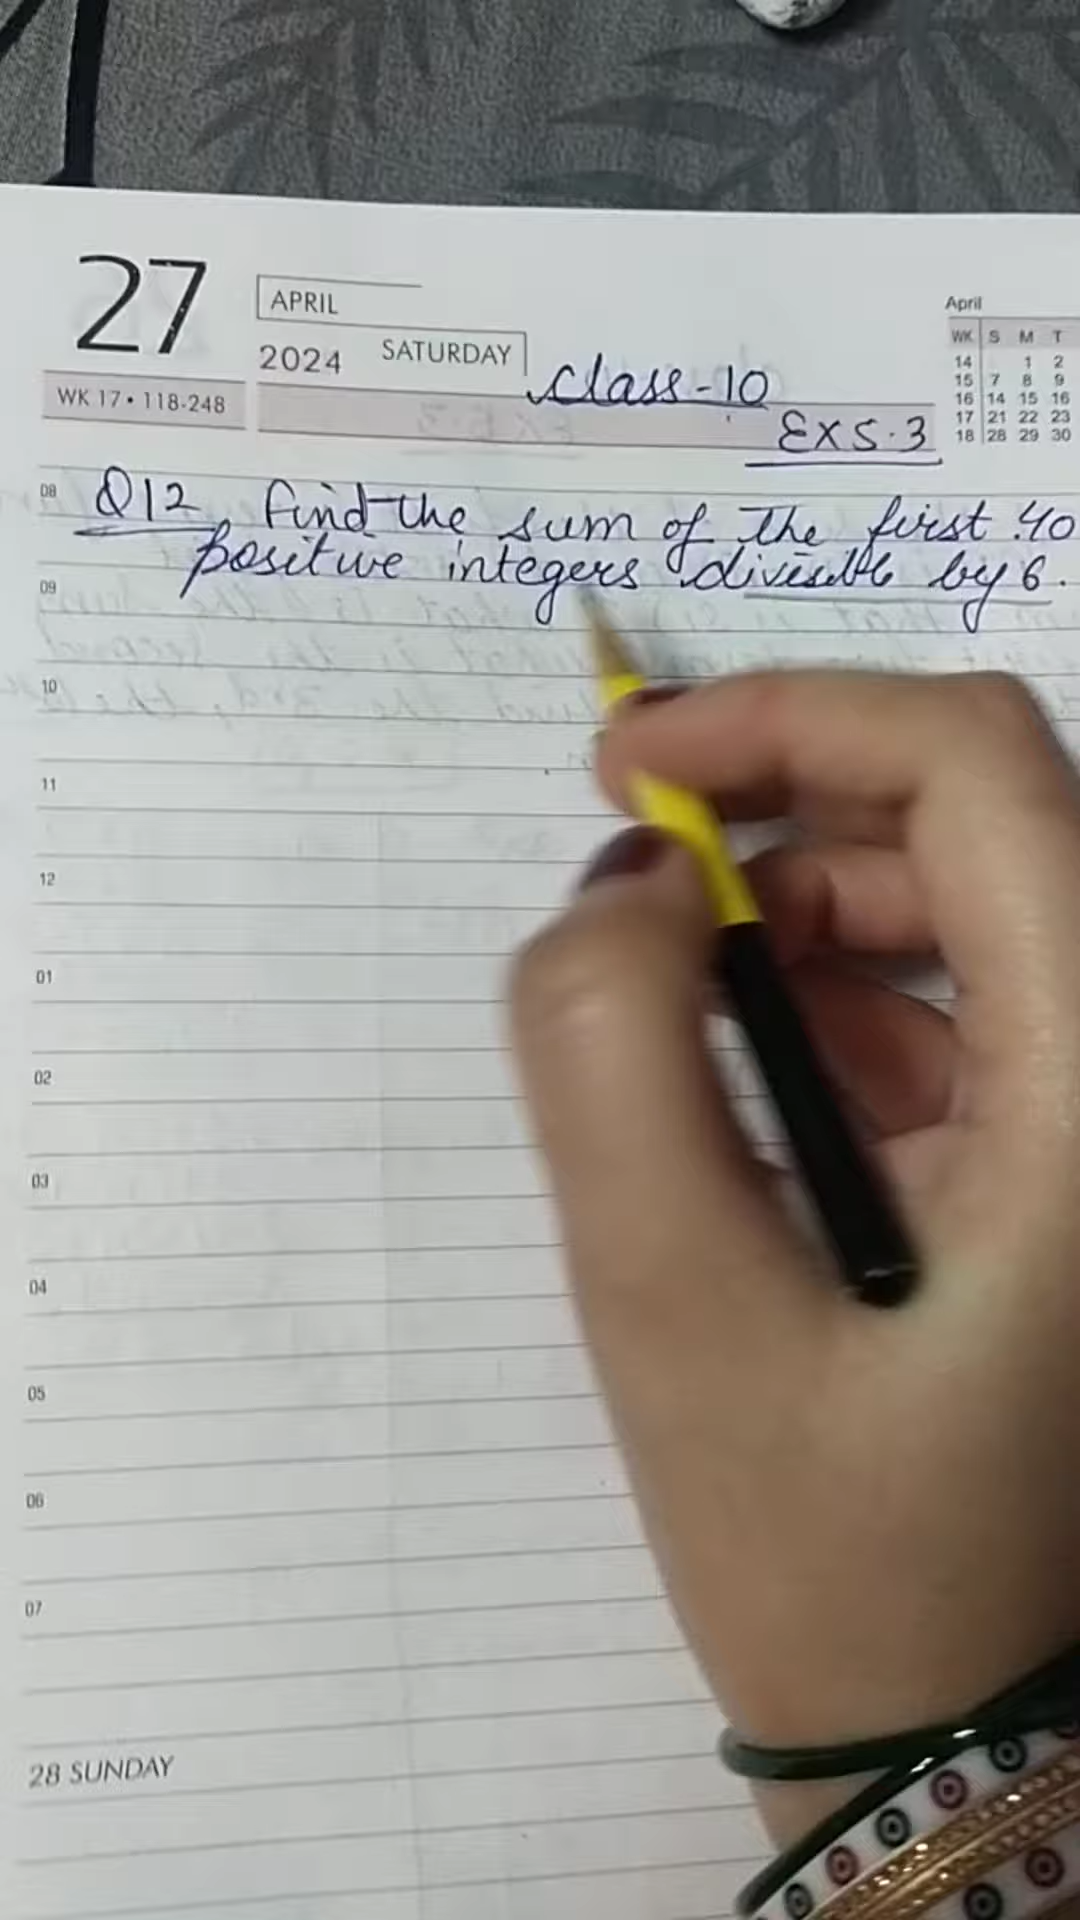 27
APRIL
2024 SATURDAY
WK 17 • 118-248
Class-10
EX 5.3
April
WK S M T
14 1 2
15 7 8 9
16 14 15 16
17 21 22 23
18 28 29 30
08 Q12 Find the sum of the first 40
positive integers divisible by 6.
09
10
11
12
01
02
03
04
05
06
07
28 SUNDAY